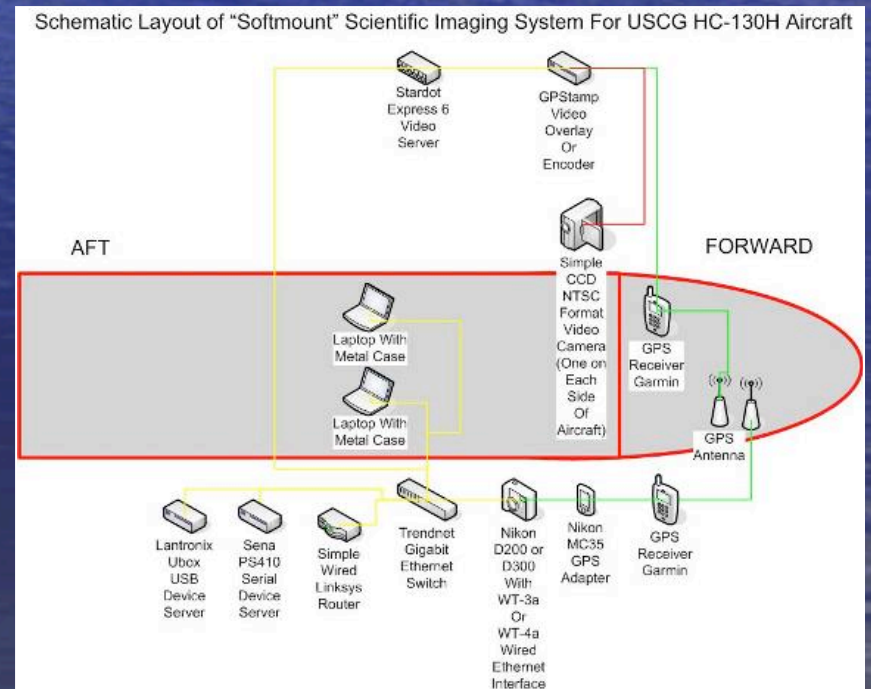 Schematic Layout of “Softmount” Scientific Imaging System For USCG HC-130H Aircraft
Stardot
Express 6
Video
Server
GPStamp
Video
Overlay
Or
Encoder
AFT
FORWARD
Simple
CCD
NTSC
Format
Video
Camera
(One on
Each
Side
Of
Aircraft)
Laptop With
Metal Case
GPS
Receiver
Garmin
Laptop With
Metal Case
GPS
Antenna
Lantronix
Ubox
USB
Device
Server
Sena
PS410
Serial
Device
Server
Simple
Wired
Linksys
Router
Trendnet
Gigabit
Ethernet
Switch
Nikon
D200 or
D300
With
WT-3a
Or
WT-4a
Wired
Ethernet
Interface
Nikon
MC35
GPS
Adapter
GPS
Receiver
Garmin